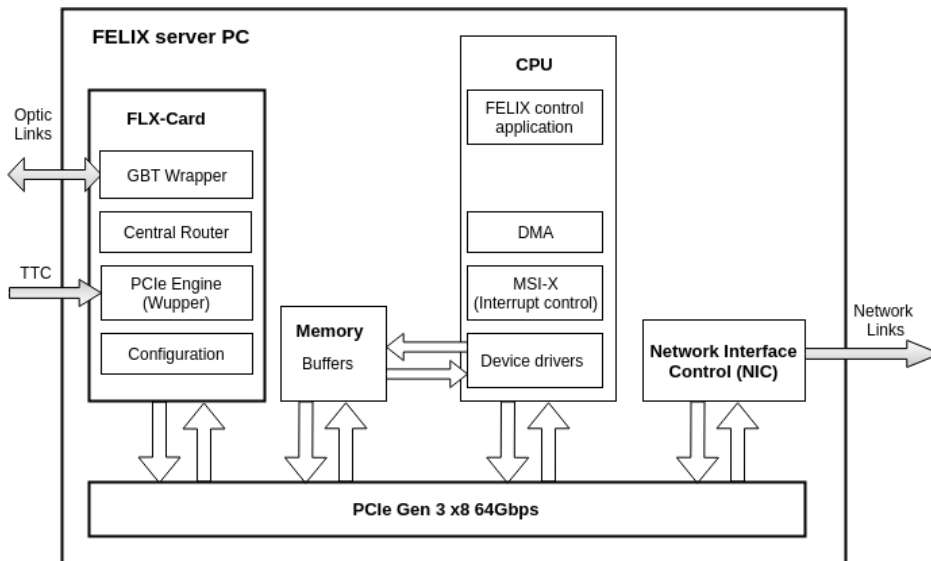 FELIX server PC
Optic
Links
TTC
FLX-Card
GBT Wrapper
Central Router
PCIe Engine
(Wupper)
Configuration
Memory
Buffers
CPU
FELIX control
application
DMA
MSI-X
(Interrupt control)
Device drivers
Network Interface
Control (NIC)
Network
Links
PCIe Gen 3 x8 64Gbps